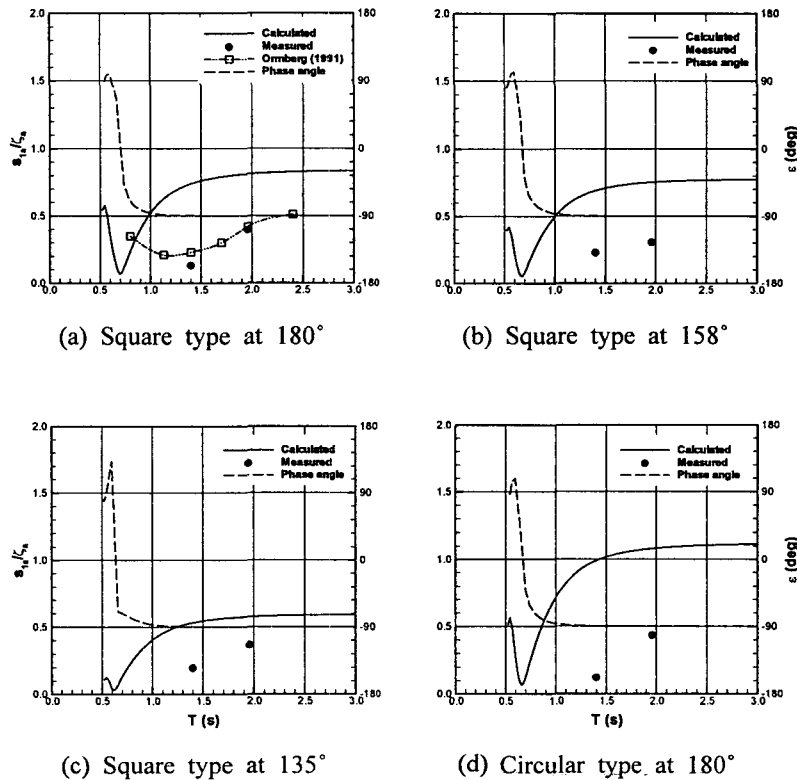 Calculated
Measured
Ormberg (1991)
Phase angle
s1a/ζa
2.0
1.5
1.0
0.5
0.0
180
90
0
-90
-180
0.0 0.5 1.0 1.5 2.0 2.5 3.0
(a) Square type at 180°
Calculated
Measured
Phase angle
ε (deg)
2.0
1.5
1.0
0.5
0.0
180
90
0
-90
-180
0.0 0.5 1.0 1.5 2.0 2.5 3.0
(b) Square type at 158°
Calculated
Measured
Phase angle
s1a/ζa
2.0
1.5
1.0
0.5
0.0
180
90
0
-90
-180
0.0 0.5 1.0 1.5 2.0 2.5 3.0
T (s)
(c) Square type at 135°
Calculated
Measured
Phase angle
ε (deg)
2.0
1.5
1.0
0.5
0.0
180
90
0
-90
-180
0.0 0.5 1.0 1.5 2.0 2.5 3.0
T (s)
(d) Circular type at 180°